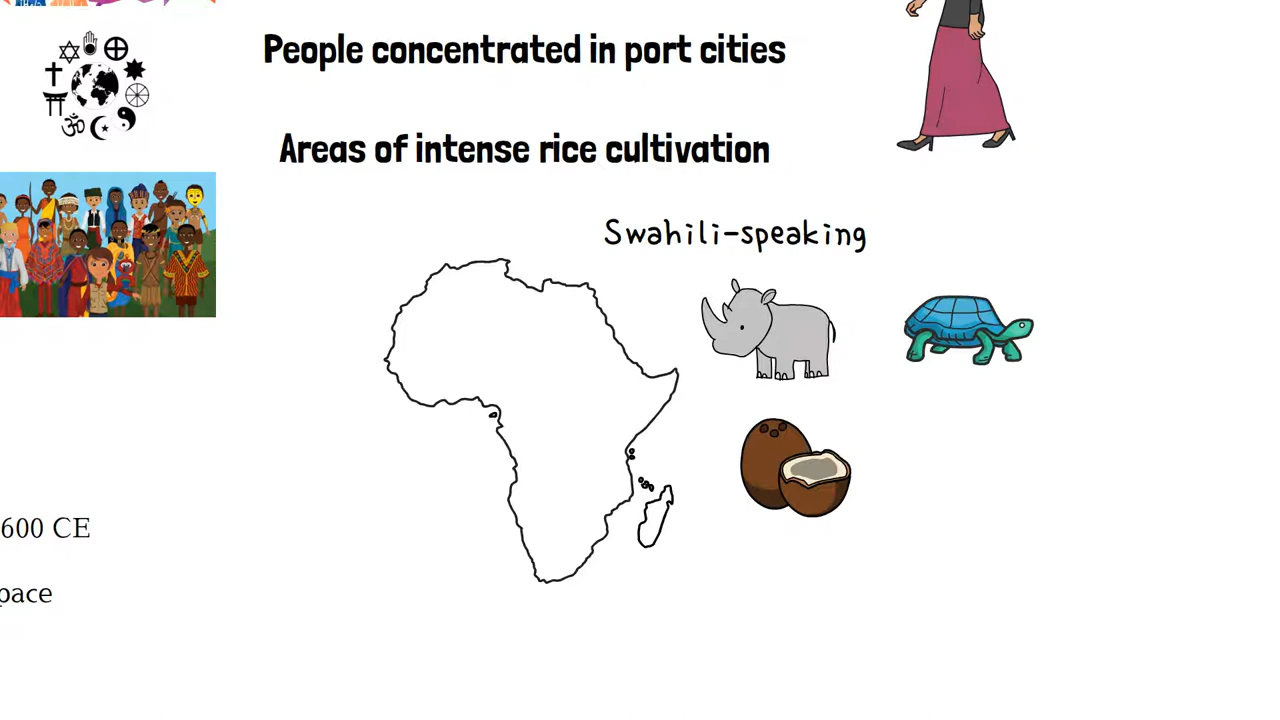 People concentrated in port cities
Areas of intense rice cultivation
Swahili-speaking
600 CE
pace